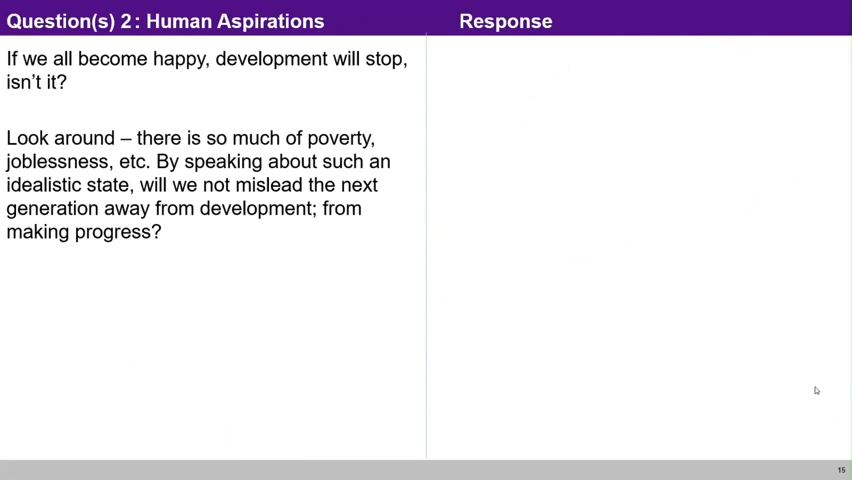 Question(s) 2: Human Aspirations
Response
If we all become happy, development will stop,
isn’t it?
Look around – there is so much of poverty,
joblessness, etc. By speaking about such an
idealistic state, will we not mislead the next
generation away from development; from
making progress?
15